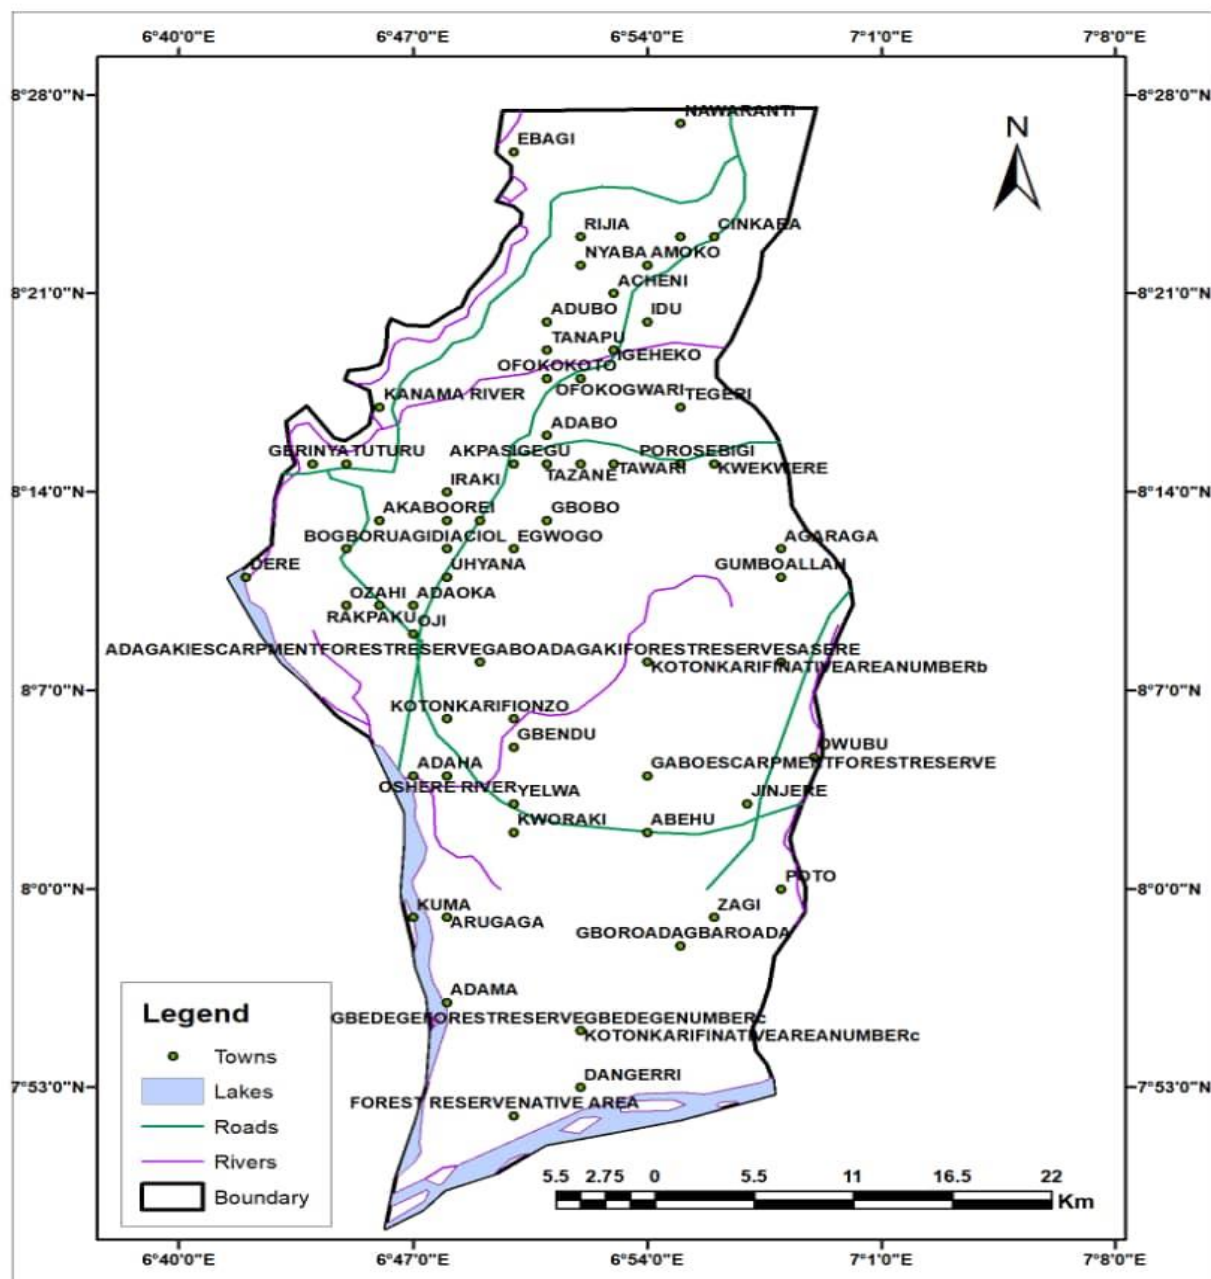 6°40'0"E 6°47'0"E 6°54'0"E 7°1'0"E 7°8'0"E
8°28'0"N 8°28'0"N
NAWARANTI
EBAGI
N
RIJIA CINKARA
NYABA AMOKO
ACHENI
8°21'0"N 8°21'0"N
ADUBO IDU
TANAPU
IGEHEKO
OFOKOKOTO
KANAMA RIVER OFOKOGWARI TEGERI
ADABO
GERINYATUTURU AKPASIGEGU POROSEBIGI
TAZANE TAWARI KWEKWERE
IRAKI
8°14'0"N 8°14'0"N
AKABOOREI GBOBO
BOGBORUAGIDIACIOL EGWOGO AGARAGA
DERE UHYANA GUMBOALLAH
OZAHI ADAOKA
RAKPAKU OJI
ADAGAKIESCARPMENTFORESTRESERVEGABOADAGAKIFORESTRESERVESASERE
KOTONKARIFINATIVEAREANUMBERb
8°7'0"N 8°7'0"N
KOTONKARIFIONZO
GBENDU
OWUBU
ADAHA GABOESCARPMENTFORESTRESERVE
OSHERE RIVER YELWA JINJERE
KWORAKI ABEHU
POTO
8°0'0"N 8°0'0"N
KUMA ZAGI
ARUGAGA
GBOROADAGBAROADA
ADAMA
GBEDEGEFORESTRESERVEGBEDEGENUMBERc
KOTONKARIFINATIVEAREANUMBERc
DANGERRI
7°53'0"N 7°53'0"N
FOREST RESERVENATIVE AREA
Legend
Towns
Lakes
Roads
Rivers
Boundary
5.5 2.75 0 5.5 11 16.5 22
Km
6°40'0"E 6°47'0"E 6°54'0"E 7°1'0"E 7°8'0"E